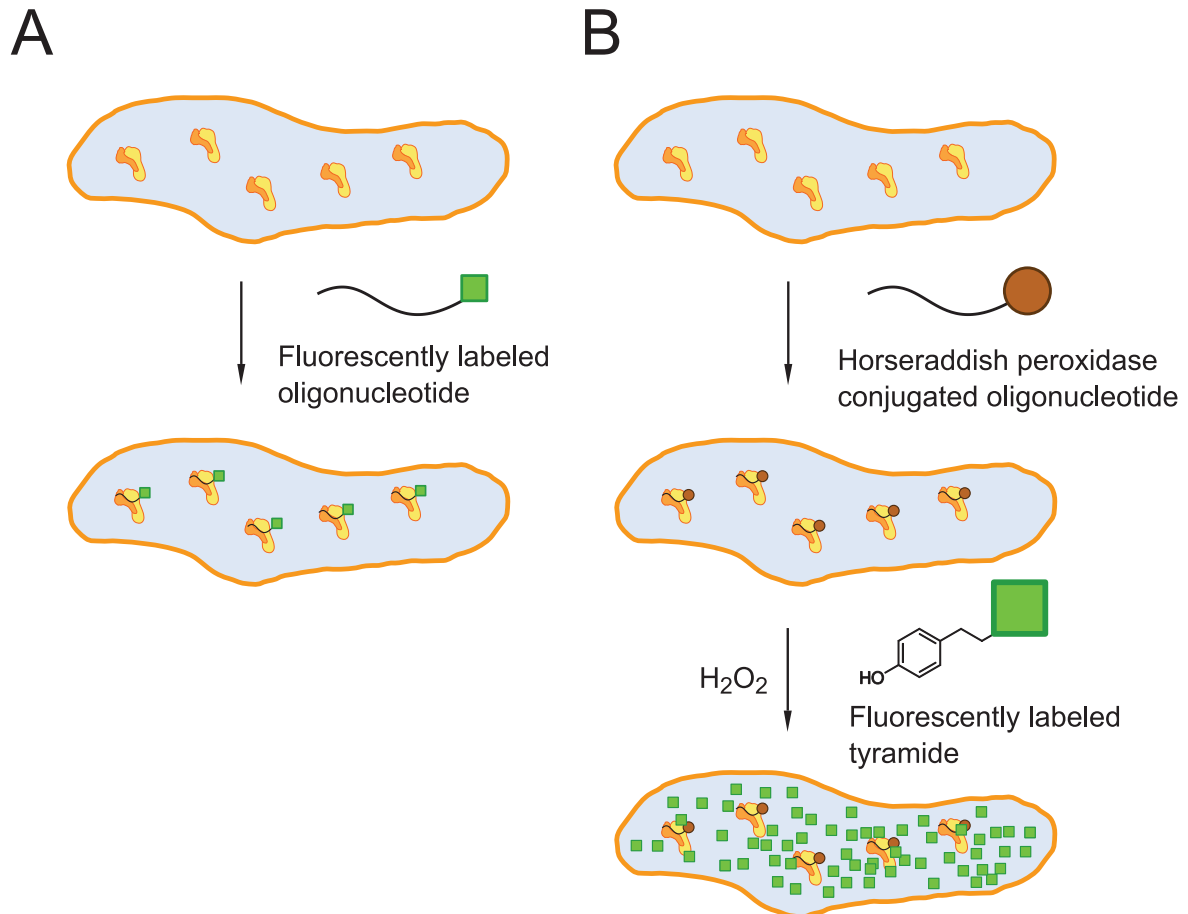 A
B
Fluorescently labeled
oligonucleotide
Horseraddish peroxidase
conjugated oligonucleotide
HO
H₂O₂
Fluorescently labeled
tyramide